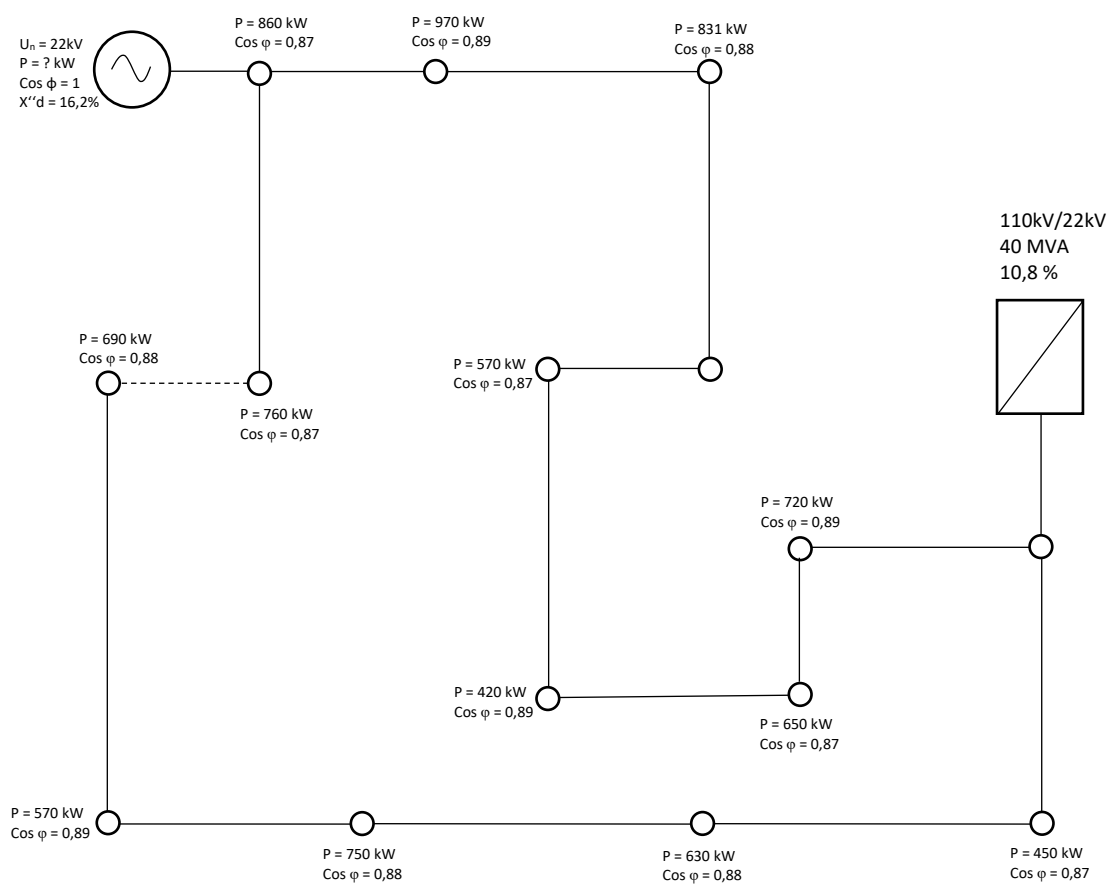 Uₙ = 22kV
P = ? kW
Cos ϕ = 1
X‘‘d = 16,2%
P = 860 kW
Cos φ = 0,87
P = 970 kW
Cos φ = 0,89
P = 831 kW
Cos φ = 0,88
110kV/22kV
40 MVA
10,8 %
P = 690 kW
Cos φ = 0,88
P = 760 kW
Cos φ = 0,87
P = 570 kW
Cos φ = 0,87
P = 720 kW
Cos φ = 0,89
P = 420 kW
Cos φ = 0,89
P = 650 kW
Cos φ = 0,87
P = 570 kW
Cos φ = 0,89
P = 750 kW
Cos φ = 0,88
P = 630 kW
Cos φ = 0,88
P = 450 kW
Cos φ = 0,87